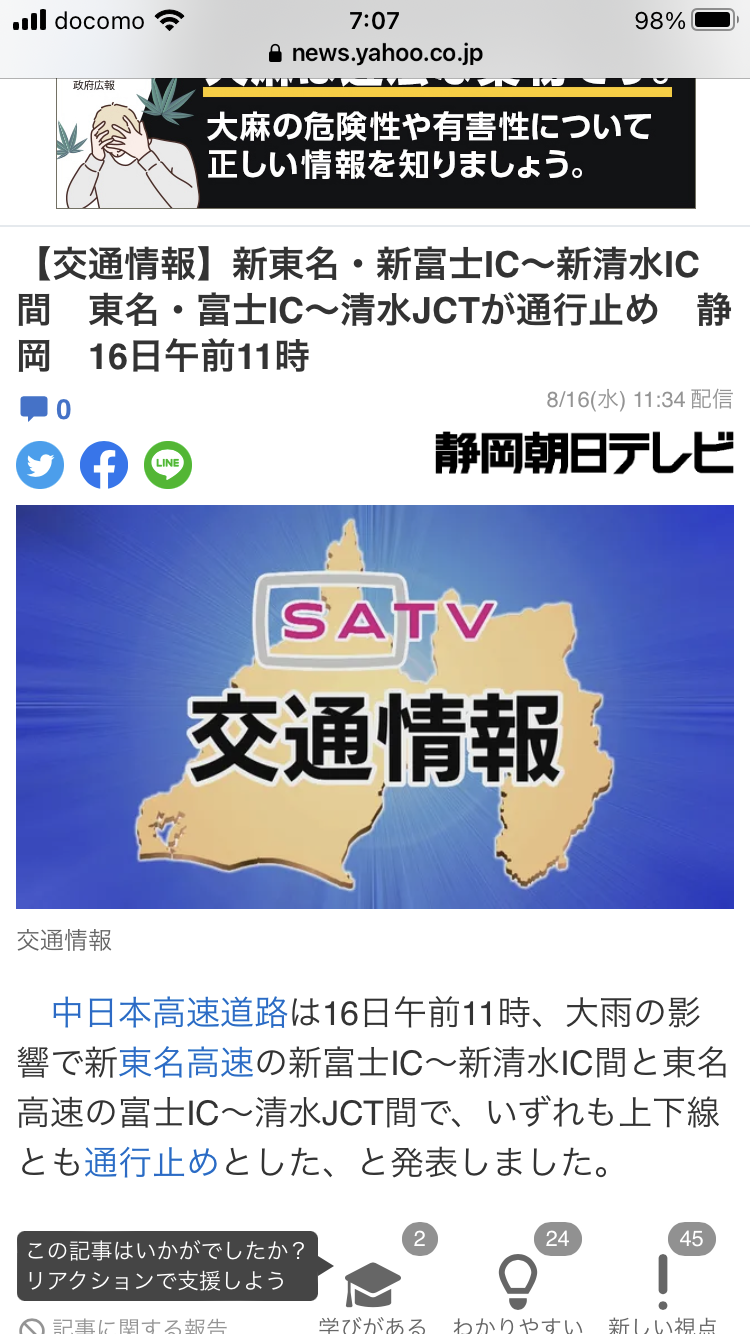 docomo
7:07
98%
news.yahoo.co.jp
政府広報
大麻の危険性や有害性について
正しい情報を知りましょう。
【交通情報】新東名・新富士IC〜新清水IC
間　東名・富士IC〜清水JCTが通行止め　静
岡　16日午前11時
0
8/16(水) 11:34 配信
LINE
静岡朝日テレビ
SATV
交通情報
交通情報
中日本高速道路は16日午前11時、大雨の影
響で新東名高速の新富士IC〜新清水IC間と東名
高速の富士IC〜清水JCT間で、いずれも上下線
とも通行止めとした、と発表しました。
この記事はいかがでしたか？
リアクションで支援しよう
2
24
45
記事に関する報告
学びがある
わかりやすい
新しい視点